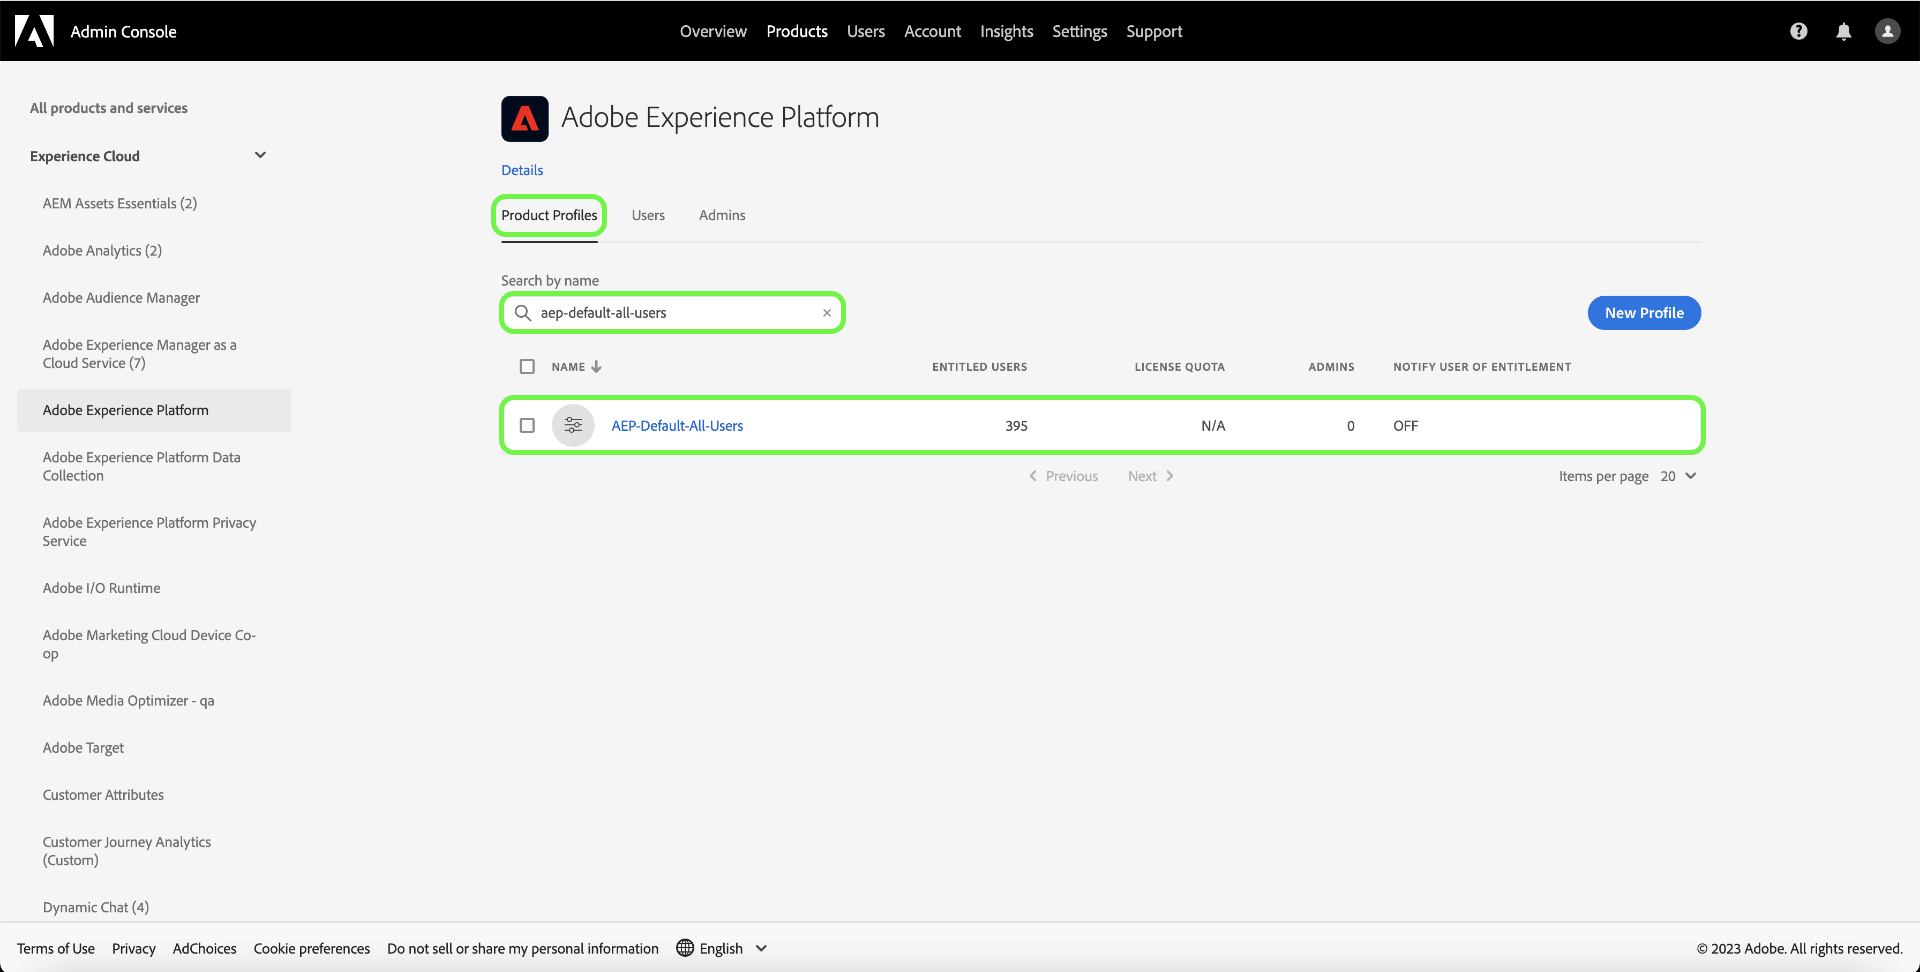 Admin Console
Overview Products Users Account Insights Settings Support
All products and services
Experience Cloud
AEM Assets Essentials (2)
Adobe Analytics (2)
Adobe Audience Manager
Adobe Experience Manager as a
Cloud Service (7)
Adobe Experience Platform
Adobe Experience Platform Data
Collection
Adobe Experience Platform Privacy
Service
Adobe I/O Runtime
Adobe Marketing Cloud Device Co-
op
Adobe Media Optimizer - qa
Adobe Target
Customer Attributes
Customer Journey Analytics
(Custom)
Dynamic Chat (4)
Adobe Experience Platform
Details
Product Profiles Users Admins
Search by name
aep-default-all-users
New Profile
NAME ENTITLED USERS LICENSE QUOTA ADMINS NOTIFY USER OF ENTITLEMENT
AEP-Default-All-Users 395 N/A 0 OFF
Previous Next Items per page 20
Terms of Use Privacy AdChoices Cookie preferences Do not sell or share my personal information English © 2023 Adobe. All rights reserved.